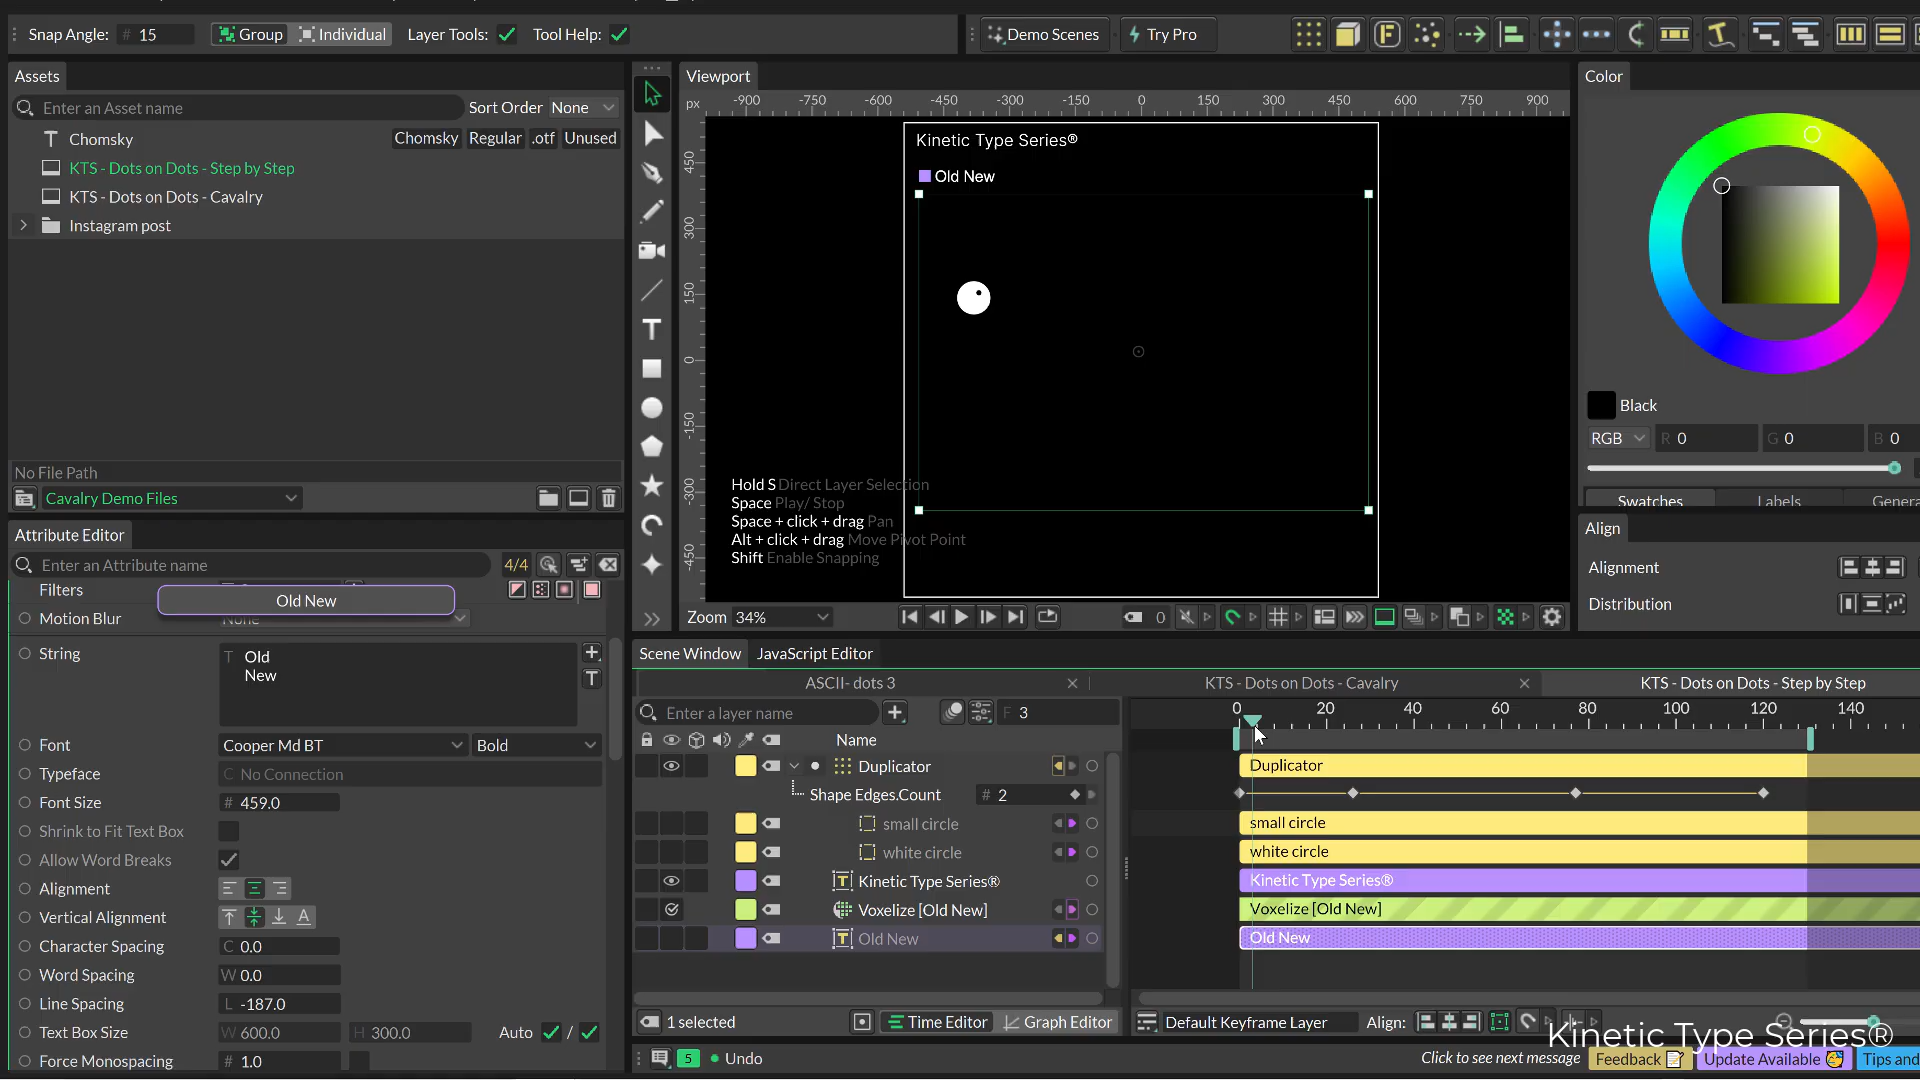 Snap Angle: # 15 Group Individual Layer Tools: Tool Help: Demo Scenes Try Pro
Assets Viewport Color
Enter an Asset name Sort Order None
px -900 -750 -600 -450 -300 -150 0 150 300 450 600 750 900
Chomsky Chomsky Regular .otf Unused
KTS - Dots on Dots - Step by Step
KTS - Dots on Dots - Cavalry
Instagram post
Kinetic Type Series®
Old New
450
300
150
0
-150
-300
-450
Hold S Direct Layer Selection
Space Play/ Stop
Space + click + drag Pan
Alt + click + drag Move Pivot Point
Shift Enable Snapping
Black
RGB R 0 G 0 B 0
Swatches Labels Genera
No File Path
Cavalry Demo Files
Align
Alignment
Distribution
Attribute Editor
Enter an Attribute name 4/4
Filters
Old New
Motion Blur None
String T Old
New
Font Cooper Md BT Bold
Typeface C No Connection
Font Size # 459.0
Shrink to Fit Text Box
Allow Word Breaks
Alignment
Vertical Alignment A
Character Spacing C 0.0
Word Spacing W 0.0
Line Spacing L -187.0
Text Box Size W 600.0 H 300.0 Auto /
Force Monospacing # 1.0
Zoom 34% 0
Scene Window JavaScript Editor
ASCII- dots 3 KTS - Dots on Dots - Cavalry KTS - Dots on Dots - Step by Step
Enter a layer name F 3
0 20 40 60 80 100 120 140
Name
Duplicator Duplicator
Shape Edges.Count # 2
small circle small circle
white circle white circle
Kinetic Type Series® Kinetic Type Series®
Voxelize [Old New] Voxelize [Old New]
Old New Old New
1 selected Time Editor Graph Editor Default Keyframe Layer Align:
Kinetic Type Series®
5 Undo Click to see next message Feedback Update Available Tips and